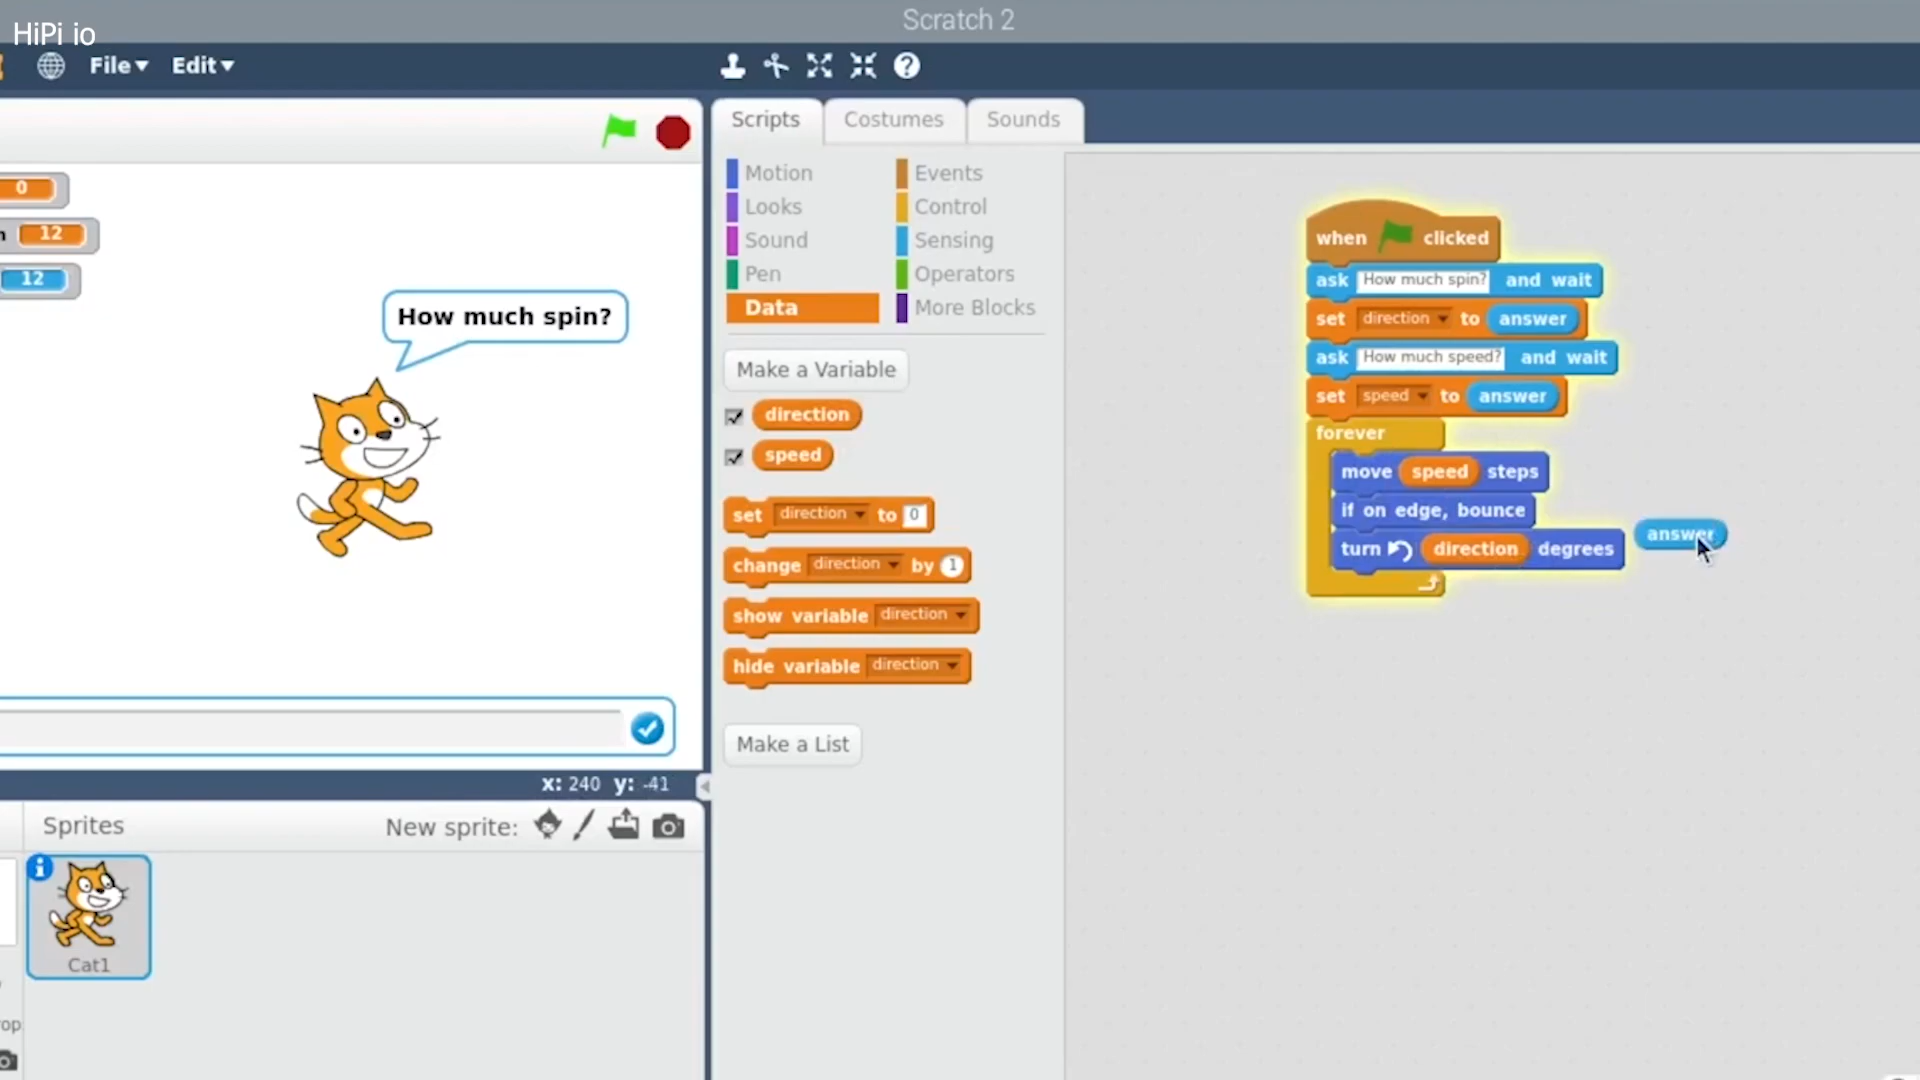 Scratch 2
HiPi io
File Edit
Scripts Costumes Sounds
0
n 12
12
How much spin?
x: 240 y: -41
Sprites New sprite:
Cat1
Motion Events
Looks Control
Sound Sensing
Pen Operators
Data More Blocks
Make a Variable
direction
speed
set direction to 0
change direction by 1
show variable direction
hide variable direction
Make a List
when clicked
ask How much spin? and wait
set direction to answer
ask How much speed? and wait
set speed to answer
forever
move speed steps
if on edge, bounce
turn direction degrees
answer